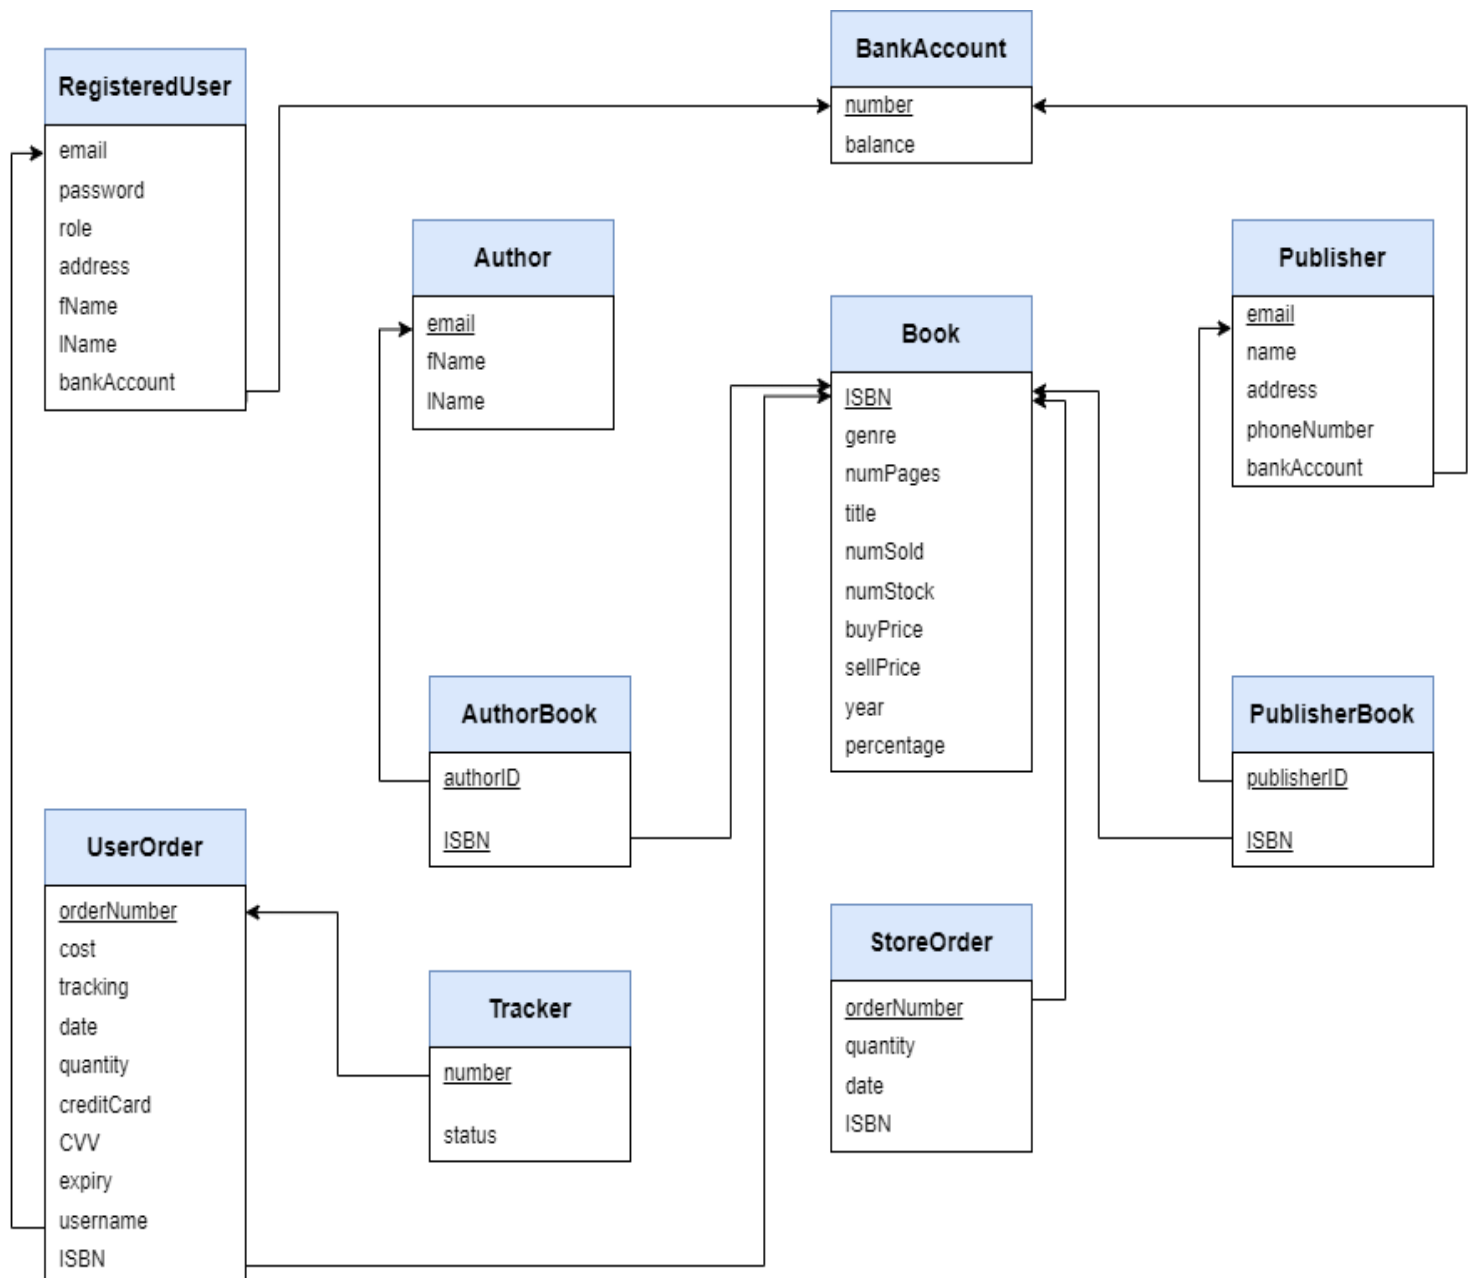 BankAccount
number
balance
RegisteredUser
email
password
role
address
fName
lName
bankAccount
Author
email
fName
lName
Book
ISBN
genre
numPages
title
numSold
numStock
buyPrice
sellPrice
year
percentage
Publisher
email
name
address
phoneNumber
bankAccount
AuthorBook
authorID
ISBN
PublisherBook
publisherID
ISBN
UserOrder
orderNumber
cost
tracking
date
quantity
creditCard
CVV
expiry
username
ISBN
Tracker
number
status
StoreOrder
orderNumber
quantity
date
ISBN